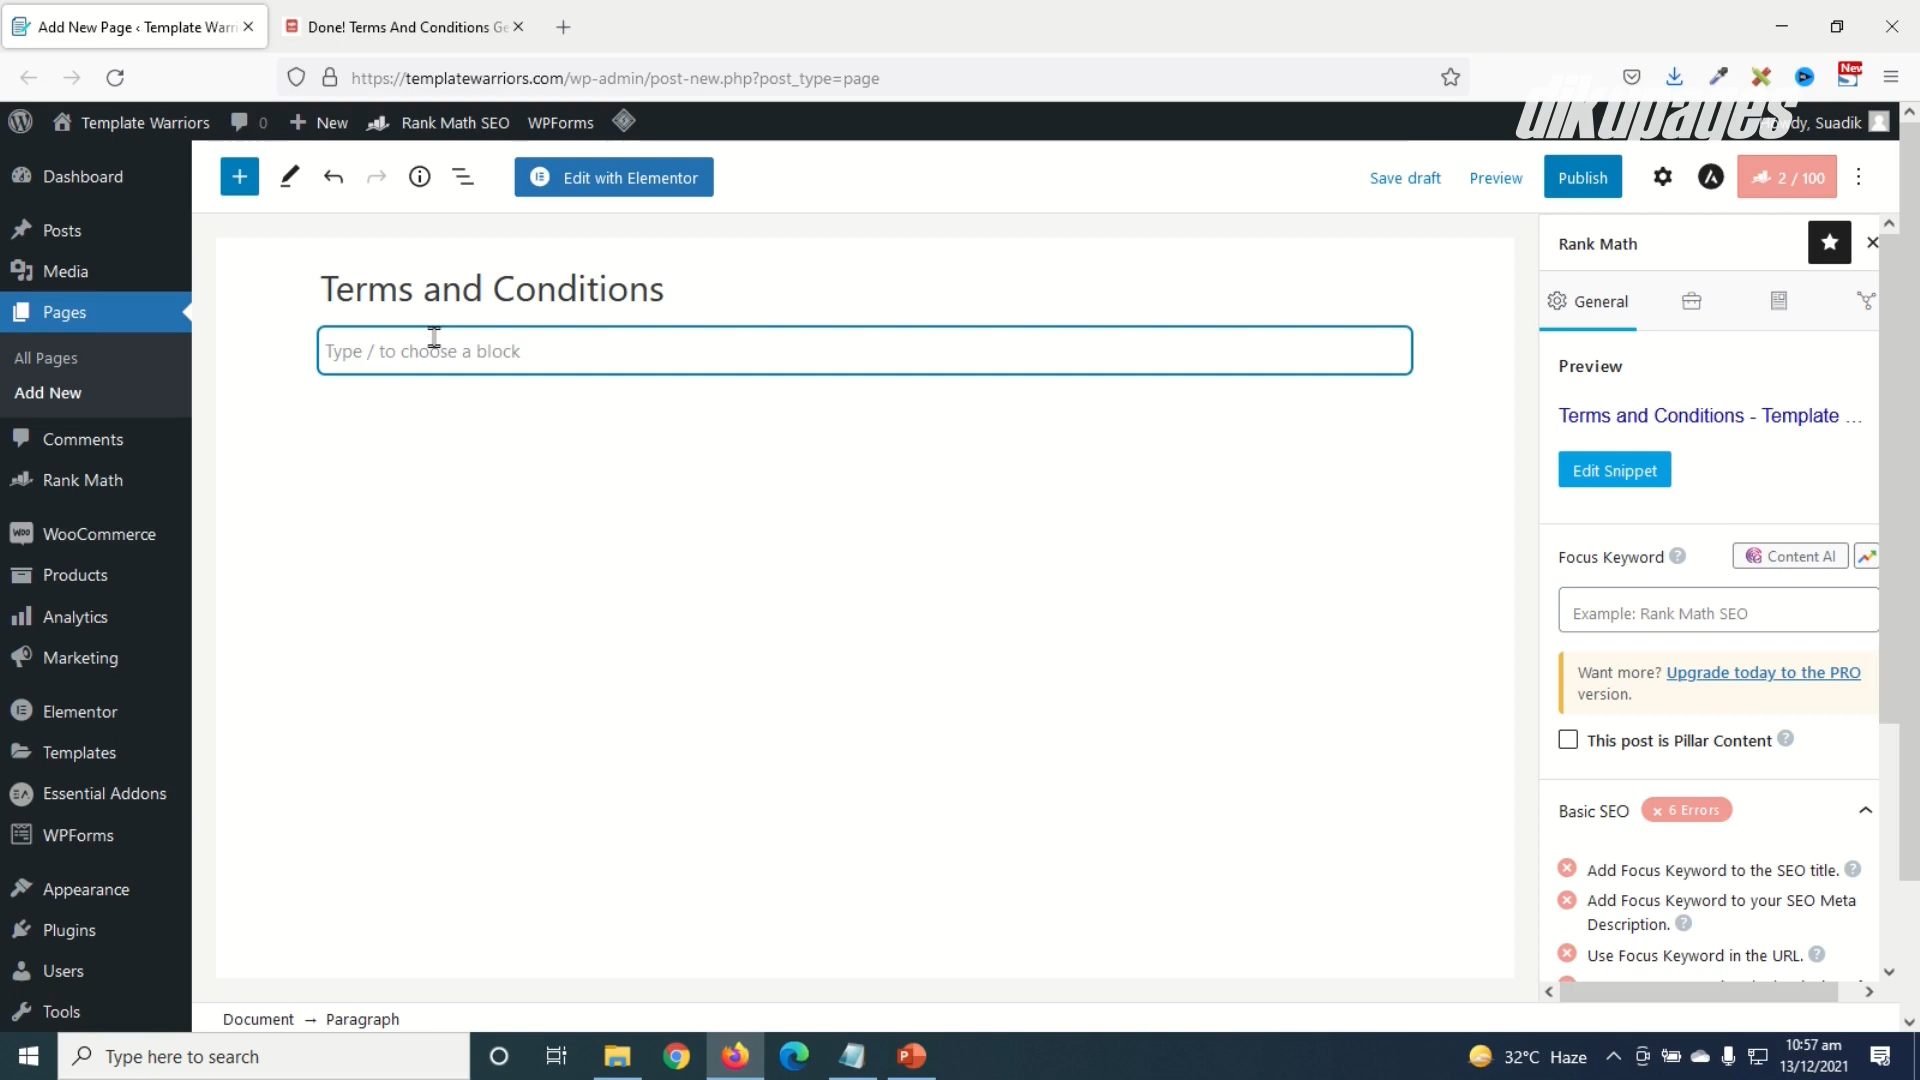 Add New Page ‹ Template Warri
Done! Terms And Conditions Ge
https://templatewarriors.com/wp-admin/post-new.php?post_type=page
New
dikupages
Template Warriors
0
New
Rank Math SEO
WPForms
dy, Suadik
Dashboard
Posts
Media
Pages
All Pages
Add New
Comments
Rank Math
WooCommerce
Products
Analytics
Marketing
Elementor
Templates
Essential Addons
WPForms
Appearance
Plugins
Users
Tools
Edit with Elementor
Save draft
Preview
Publish
2 / 100
Terms and Conditions
Type / to choose a block
Rank Math
General
Preview
Terms and Conditions - Template ...
Edit Snippet
Focus Keyword
Content AI
Example: Rank Math SEO
Want more? Upgrade today to the PRO
version.
This post is Pillar Content
Basic SEO
6 Errors
Add Focus Keyword to the SEO title.
Add Focus Keyword to your SEO Meta
Description.
Use Focus Keyword in the URL.
Document → Paragraph
Type here to search
32°C Haze
10:57 am
13/12/2021